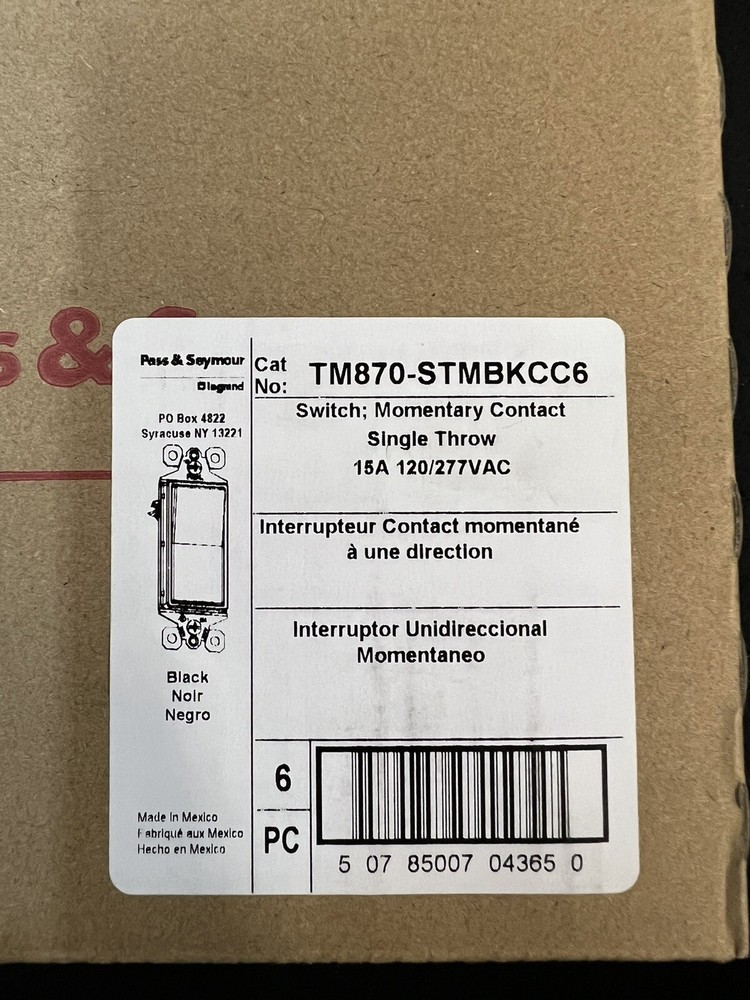 s &
Pass & Seymour
legrand
PO Box 4822
Syracuse NY 13221
Cat
No: TM870-STMBKCC6
Switch; Momentary Contact
Single Throw
15A 120/277VAC
Interrupteur Contact momentané
à une direction
Interruptor Unidireccional
Momentaneo
Black
Noir
Negro
Made In Mexico
Fabriqué aux Mexico
Hecho en Mexico
6
PC
5 07 85007 04365 0